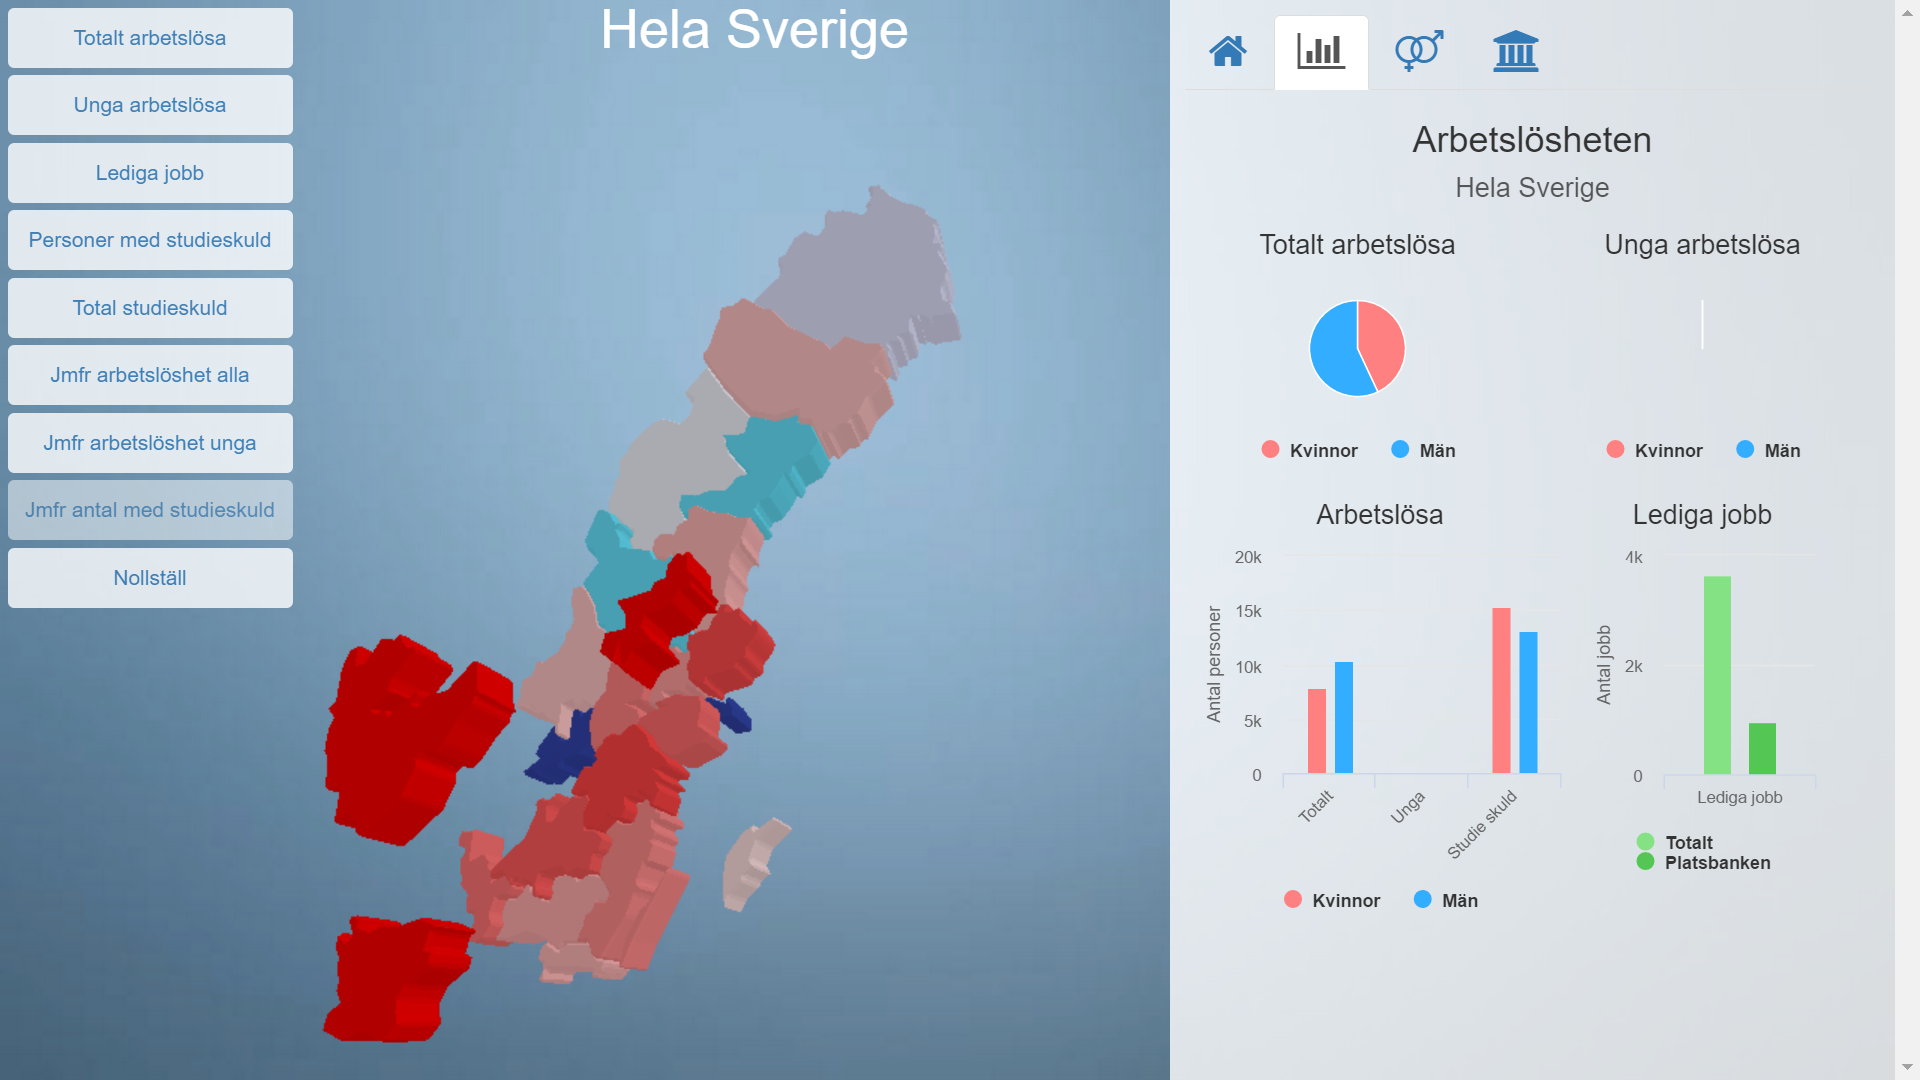 Totalt arbetslösa
Unga arbetslösa
Lediga jobb
Personer med studieskuld
Total studieskuld
Jmfr arbetslöshet alla
Jmfr arbetslöshet unga
Jmfr antal med studieskuld
Nollställ
Hela Sverige
Arbetslösheten
Hela Sverige
Totalt arbetslösa
Kvinnor Män
Unga arbetslösa
Kvinnor Män
Arbetslösa
Antal personer
20k
15k
10k
5k
0
Totalt
Unga
Studie skuld
Kvinnor Män
Lediga jobb
Antal jobb
4k
2k
0
Lediga jobb
Totalt
Platsbanken